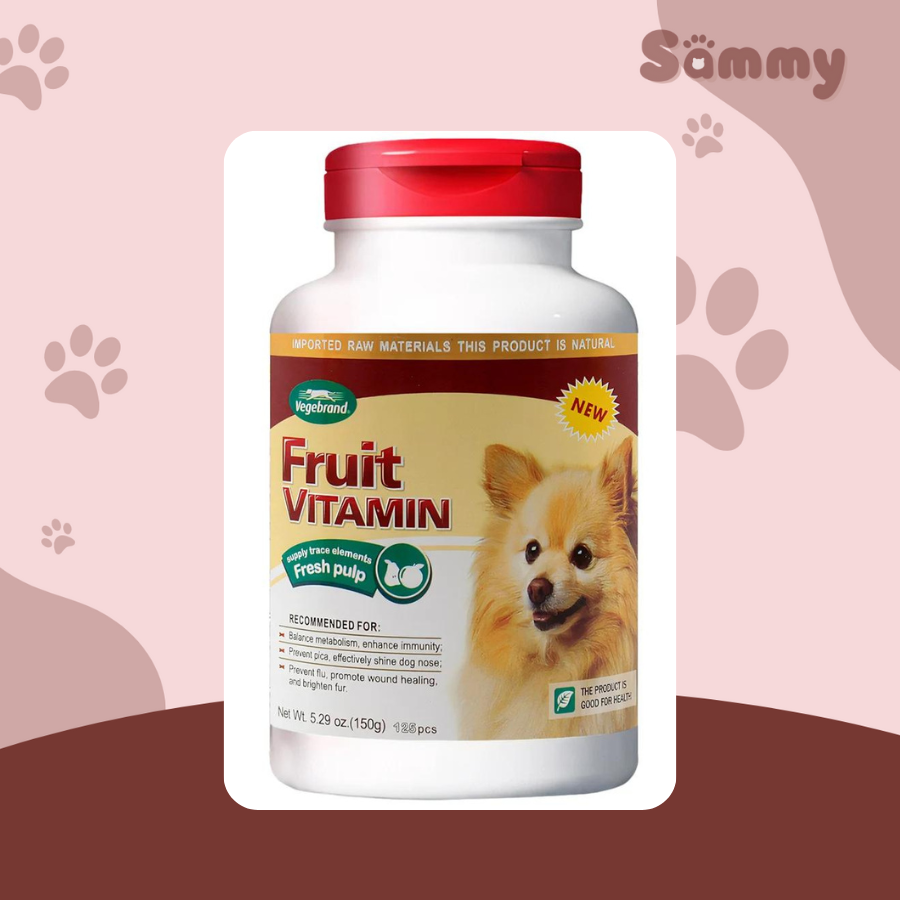 Sammy
IMPORTED RAW MATERIALS THIS PRODUCT IS NATURAL
Vegebrand®
NEW
Fruit
VITAMIN
supply trace elements
Fresh pulp
RECOMMENDED FOR:
Balance metabolism, enhance immunity;
Prevent pica, effectively shine dog nose;
Prevent flu, promote wound healing,
and brighten fur.
THE PRODUCT IS
GOOD FOR HEALTH!
Net Wt. 5.29 oz.(150g) 125pcs